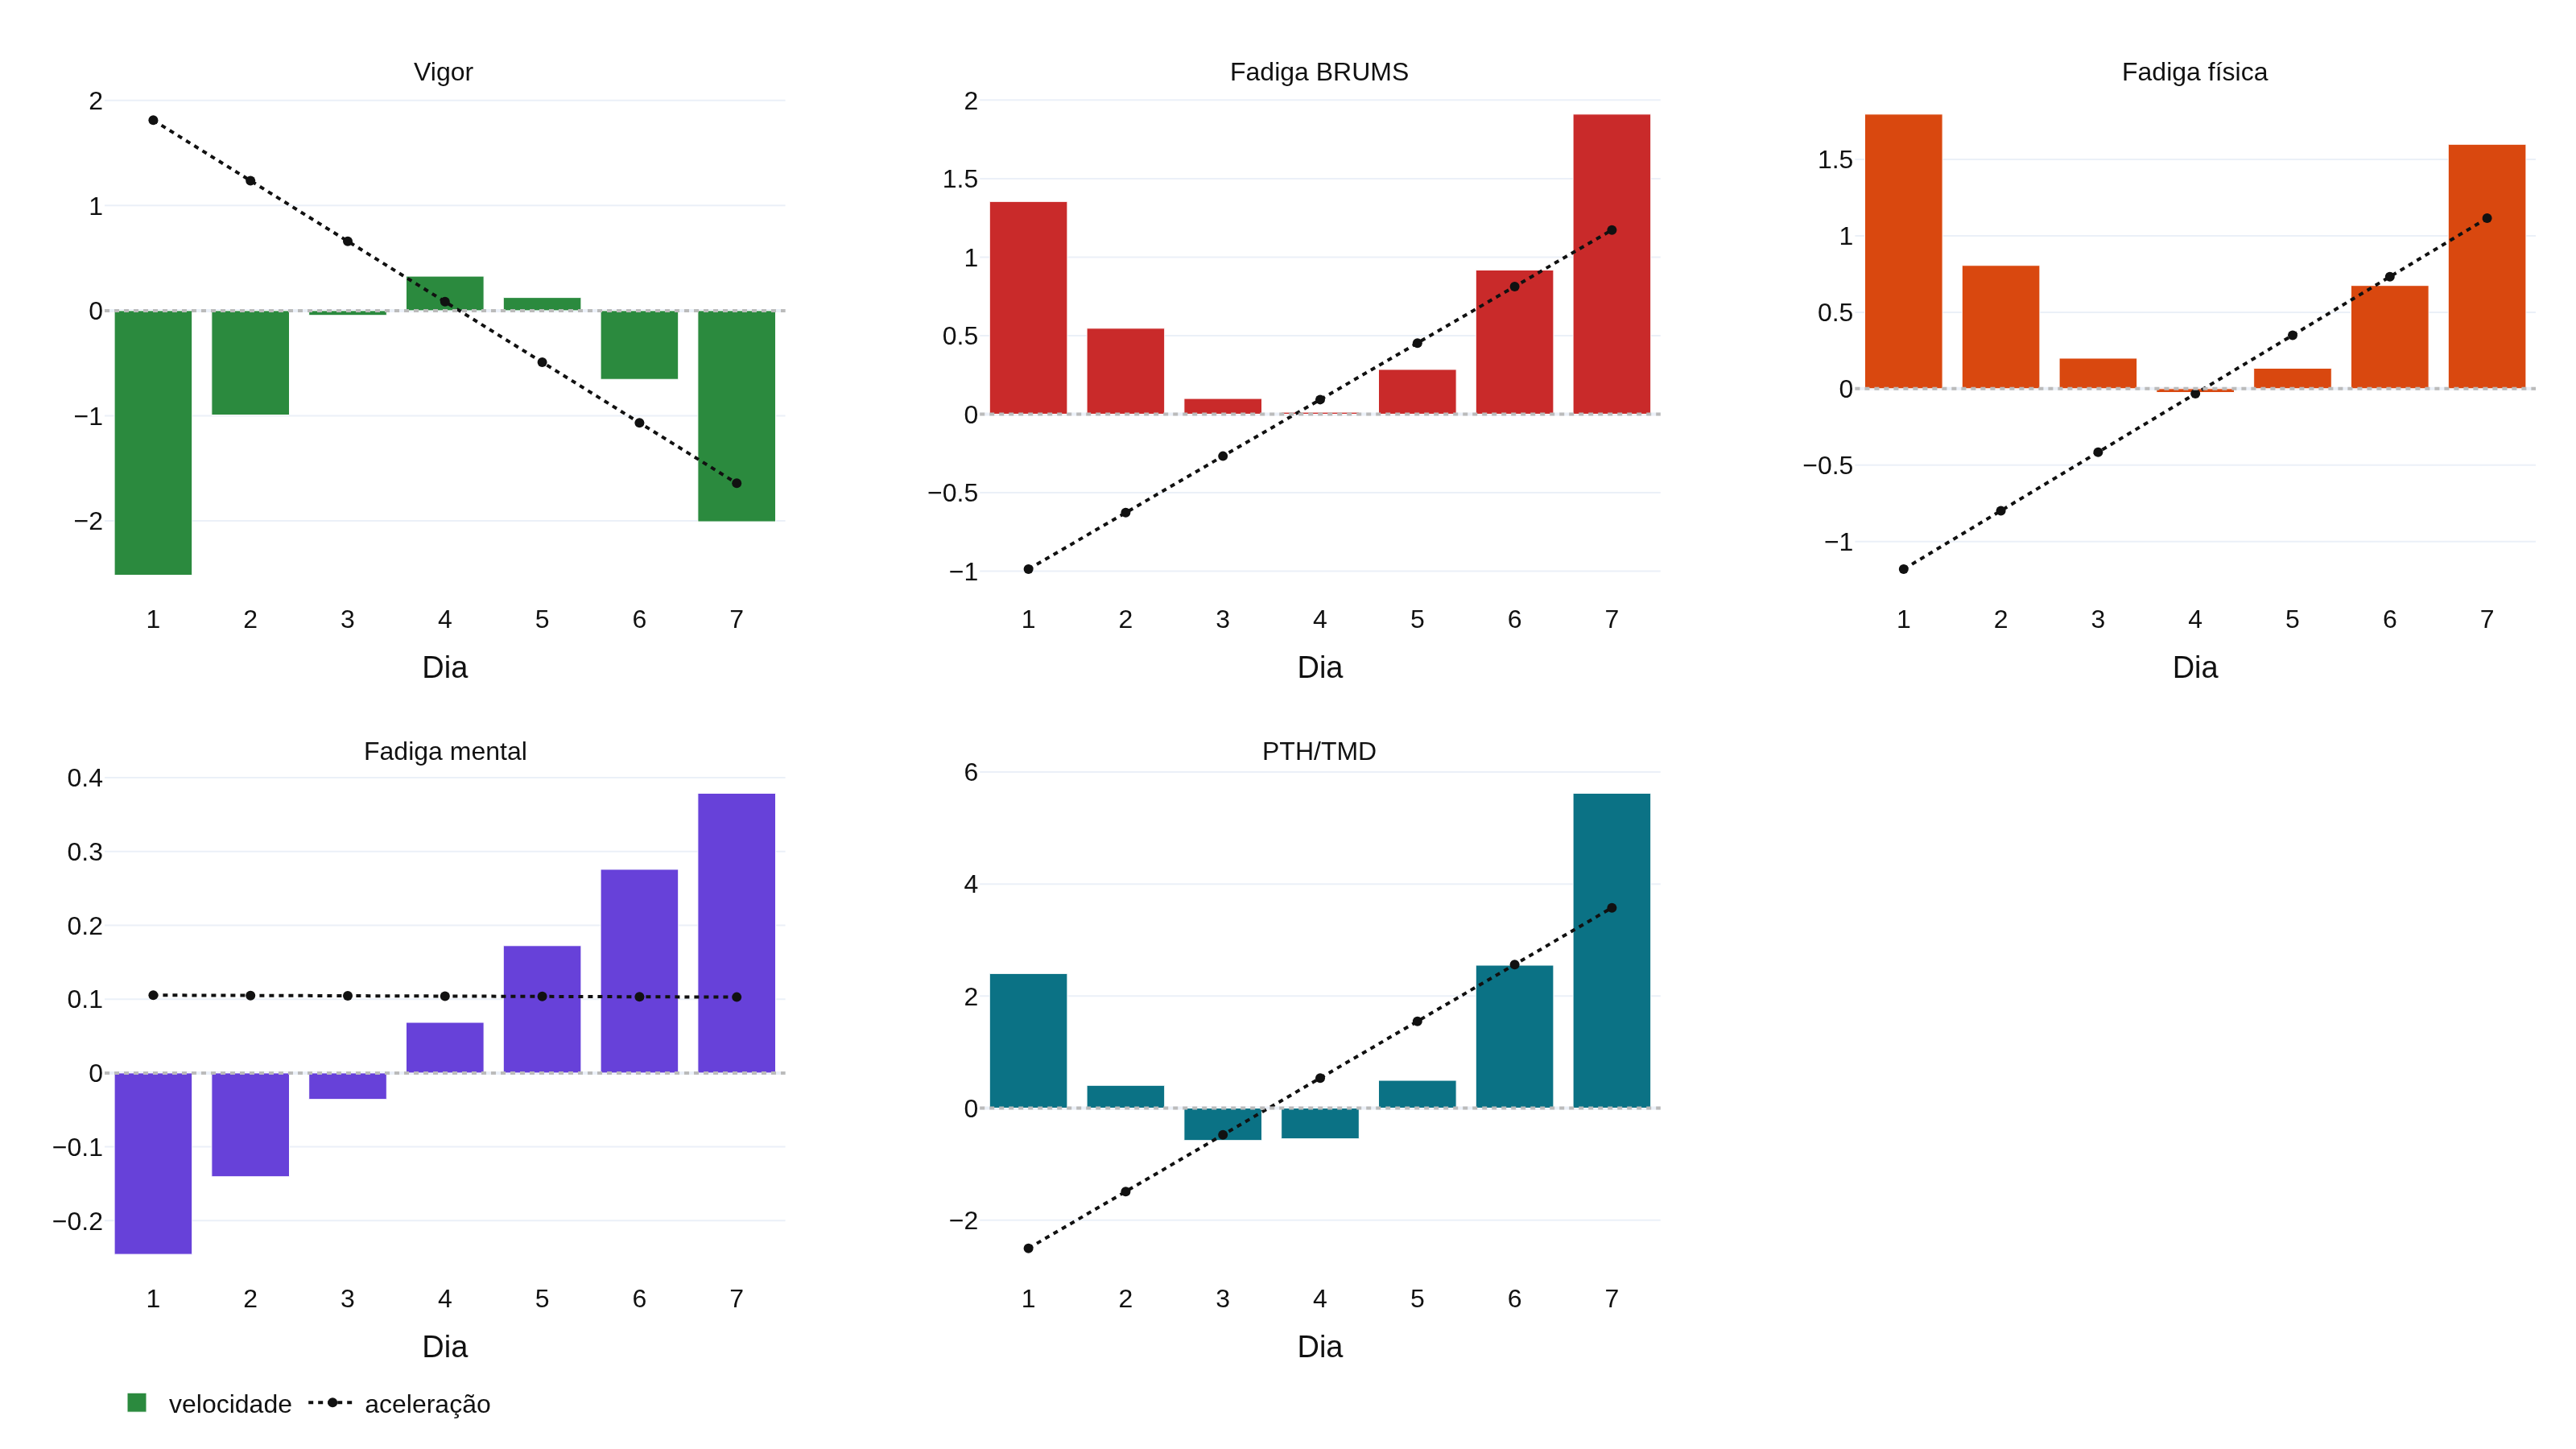 Vigor
2
1
0
−1
−2
1 2 3 4 5 6 7
Dia
Fadiga BRUMS
2
1.5
1
0.5
0
−0.5
−1
1 2 3 4 5 6 7
Dia
Fadiga física
1.5
1
0.5
0
−0.5
−1
1 2 3 4 5 6 7
Dia
Fadiga mental
0.4
0.3
0.2
0.1
0
−0.1
−0.2
1 2 3 4 5 6 7
Dia
PTH/TMD
6
4
2
0
−2
1 2 3 4 5 6 7
Dia
velocidade aceleração